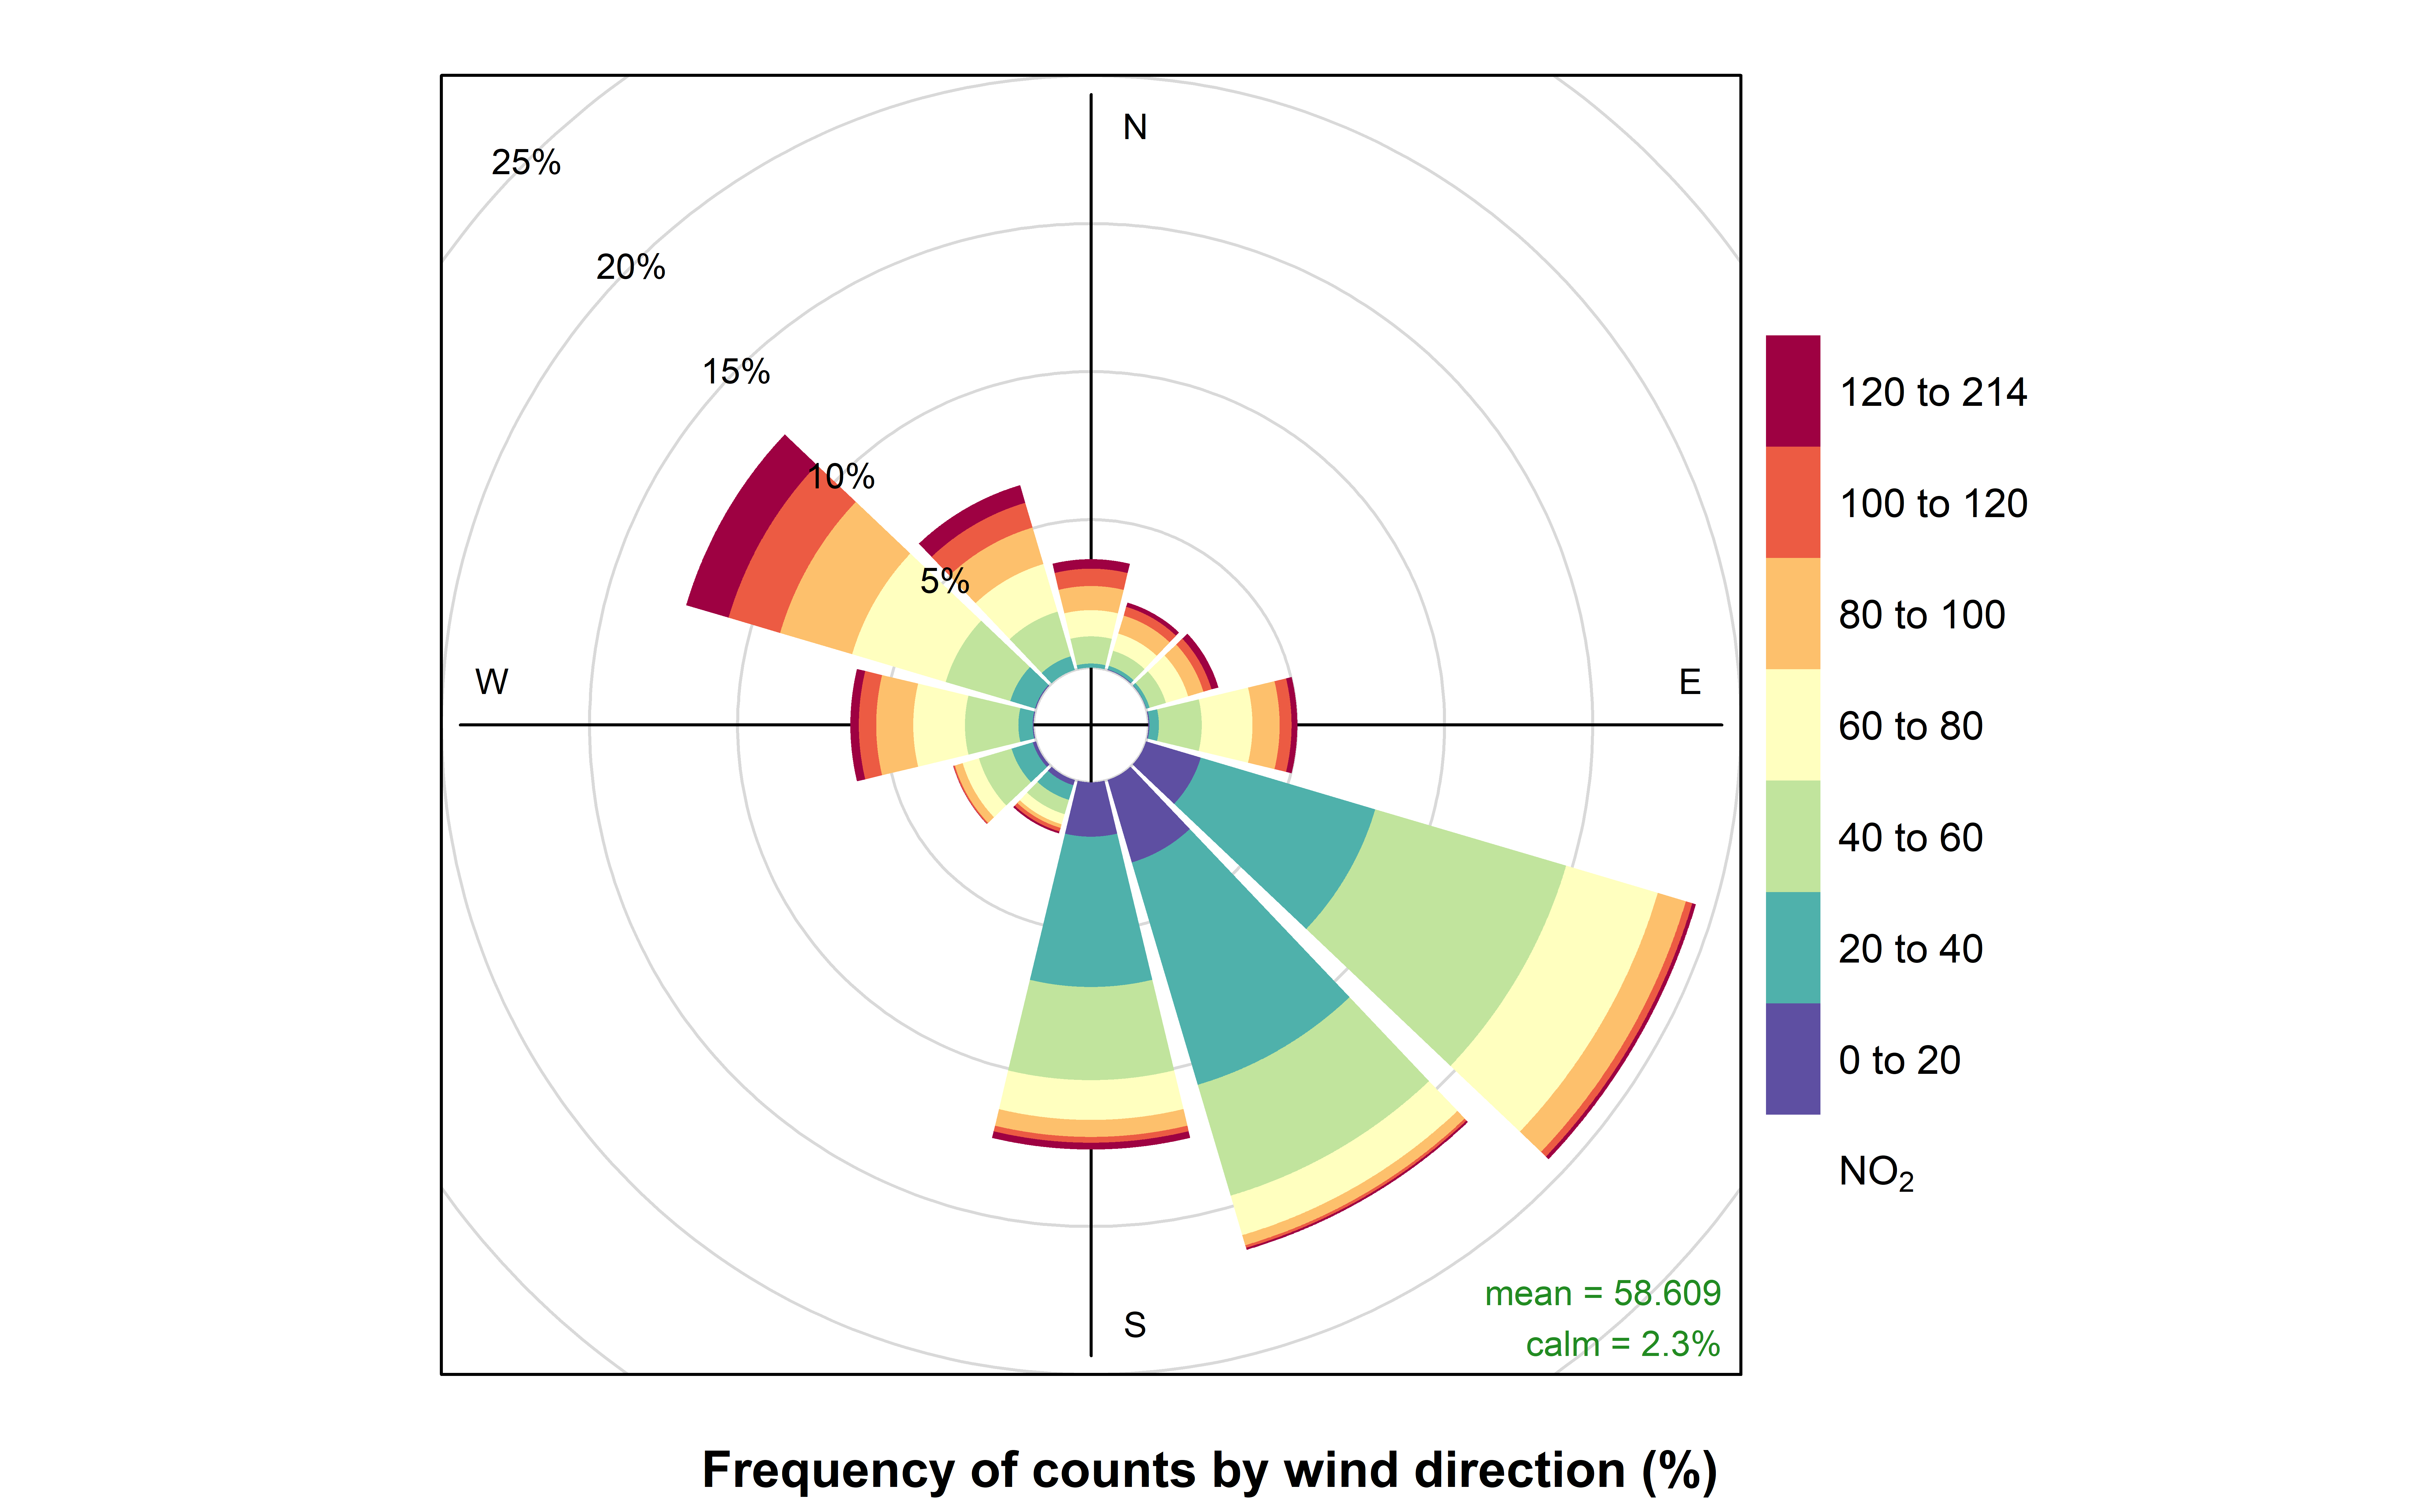 N
25%
20%
15%
10%
5%
W
E
S
mean = 58.609
calm = 2.3%
120 to 214
100 to 120
80 to 100
60 to 80
40 to 60
20 to 40
0 to 20
NO₂
Frequency of counts by wind direction (%)